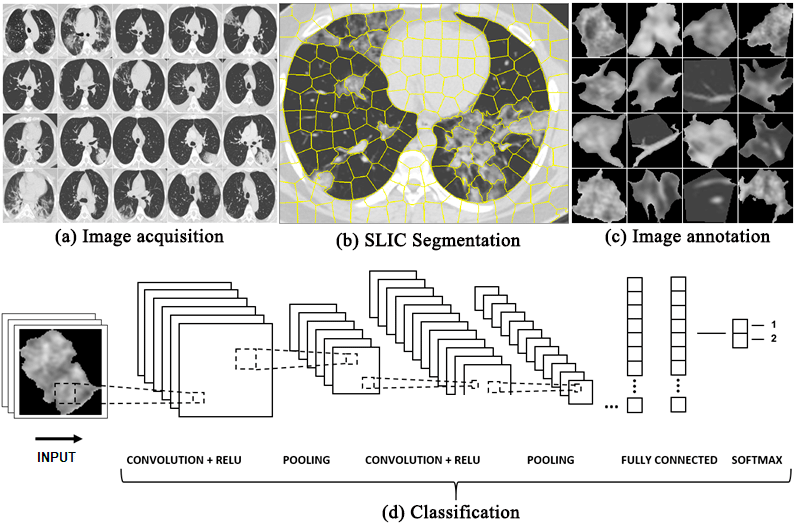 (a) Image acquisition
(b) SLIC Segmentation
(c) Image annotation
1
2
INPUT
CONVOLUTION + RELU
POOLING
CONVOLUTION + RELU
POOLING
FULLY CONNECTED
SOFTMAX
(d) Classification